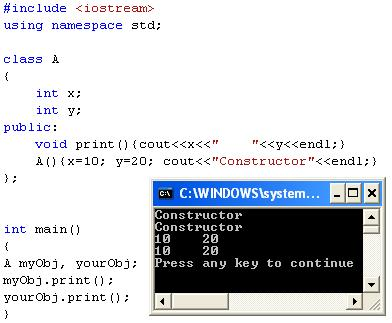 #include <iostream>
using namespace std;
class A
{
int x;
int y;
public:
void print(){cout<<x<<"    "<<y<<endl;}
A(){x=10; y=20; cout<<"Constructor"<<endl;}
};
int main()
{
A myObj, yourObj;
myObj.print();
yourObj.print();
}
C:\WINDOWS\system...
Constructor
Constructor
10    20
10    20
Press any key to continue